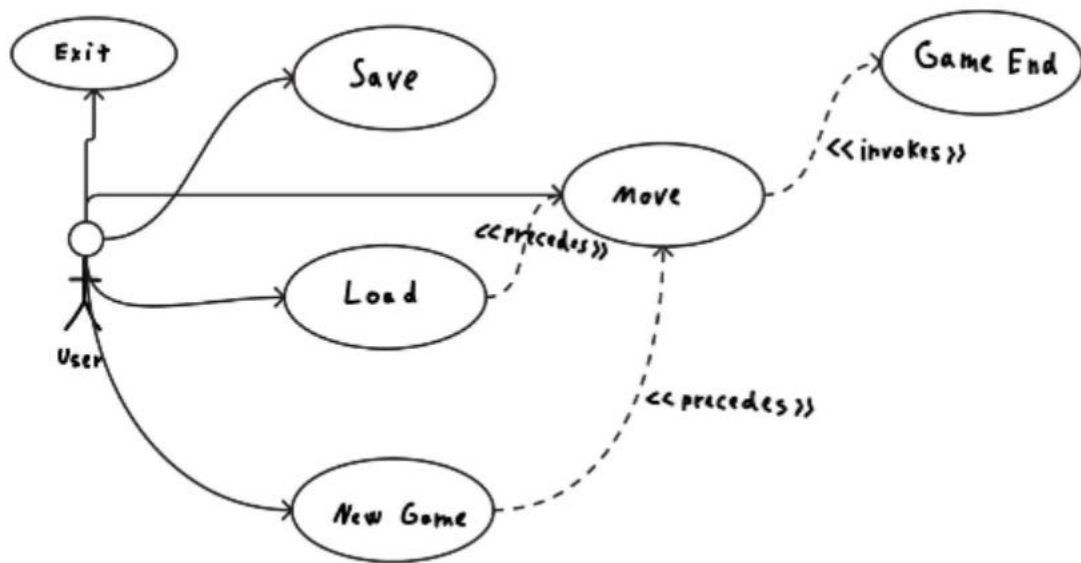 Exit
Save
Game End
<<invokes>>
Move
<<precedes>>
Load
User
<<precedes>>
New Game